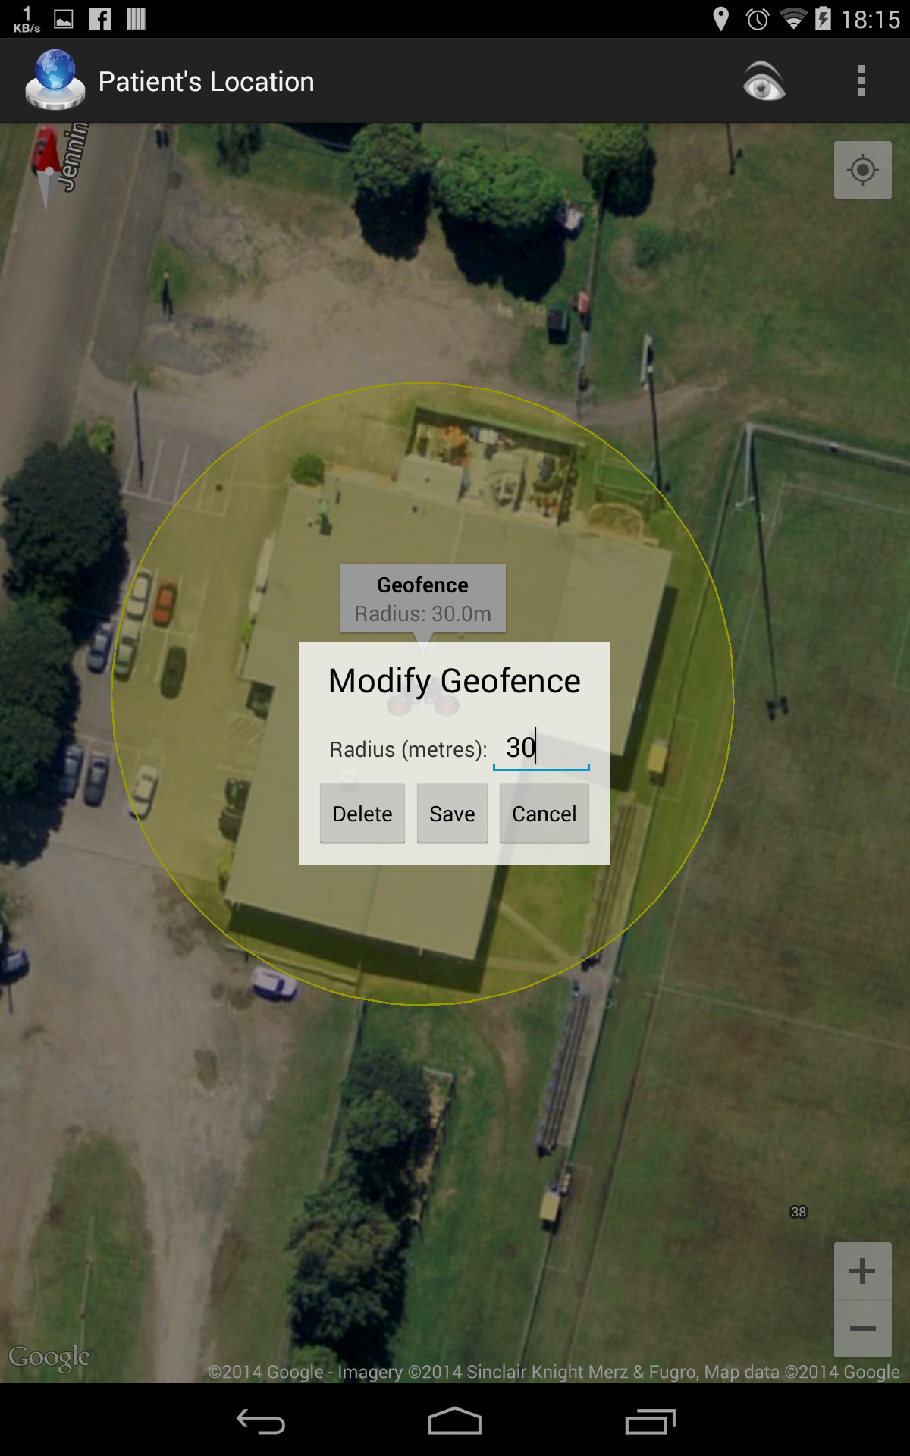 1
KB/s
18:15
Patient's Location
Jennin
Geofence
Radius: 30.0m
Modify Geofence
Radius (metres): 30
Delete Save Cancel
38
Google
©2014 Google - Imagery ©2014 Sinclair Knight Merz & Fugro, Map data ©2014 Google